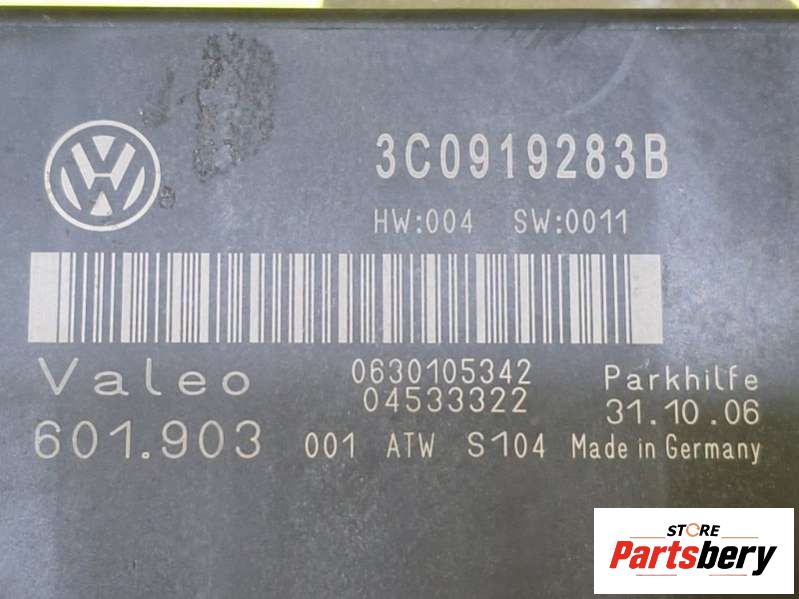 3C0919283B
HW:004 SW:0011
Valeo 0630105342 Parkhilfe
04533322 31.10.06
601.903 001 ATW S104 Made in Germany
STORE
Partsbery